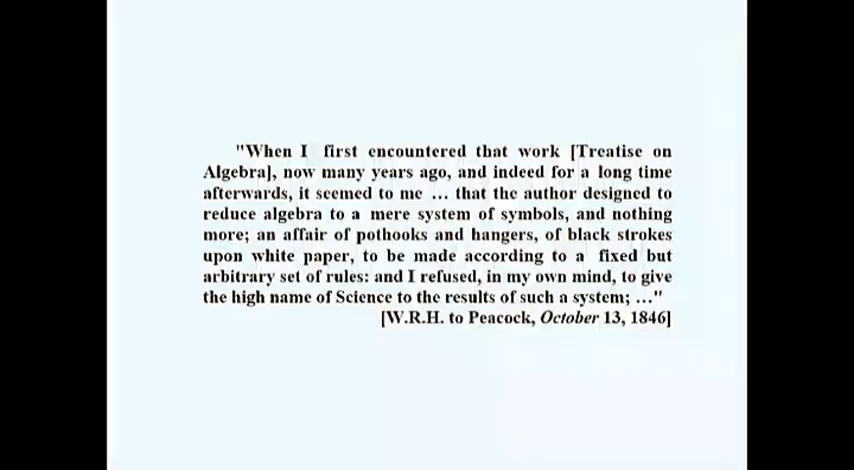 "When I first encountered that work [Treatise on
Algebra], now many years ago, and indeed for a long time
afterwards, it seemed to me ... that the author designed to
reduce algebra to a mere system of symbols, and nothing
more; an affair of pothooks and hangers, of black strokes
upon white paper, to be made according to a fixed but
arbitrary set of rules: and I refused, in my own mind, to give
the high name of Science to the results of such a system; ..."
[W.R.H. to Peacock, October 13, 1846]